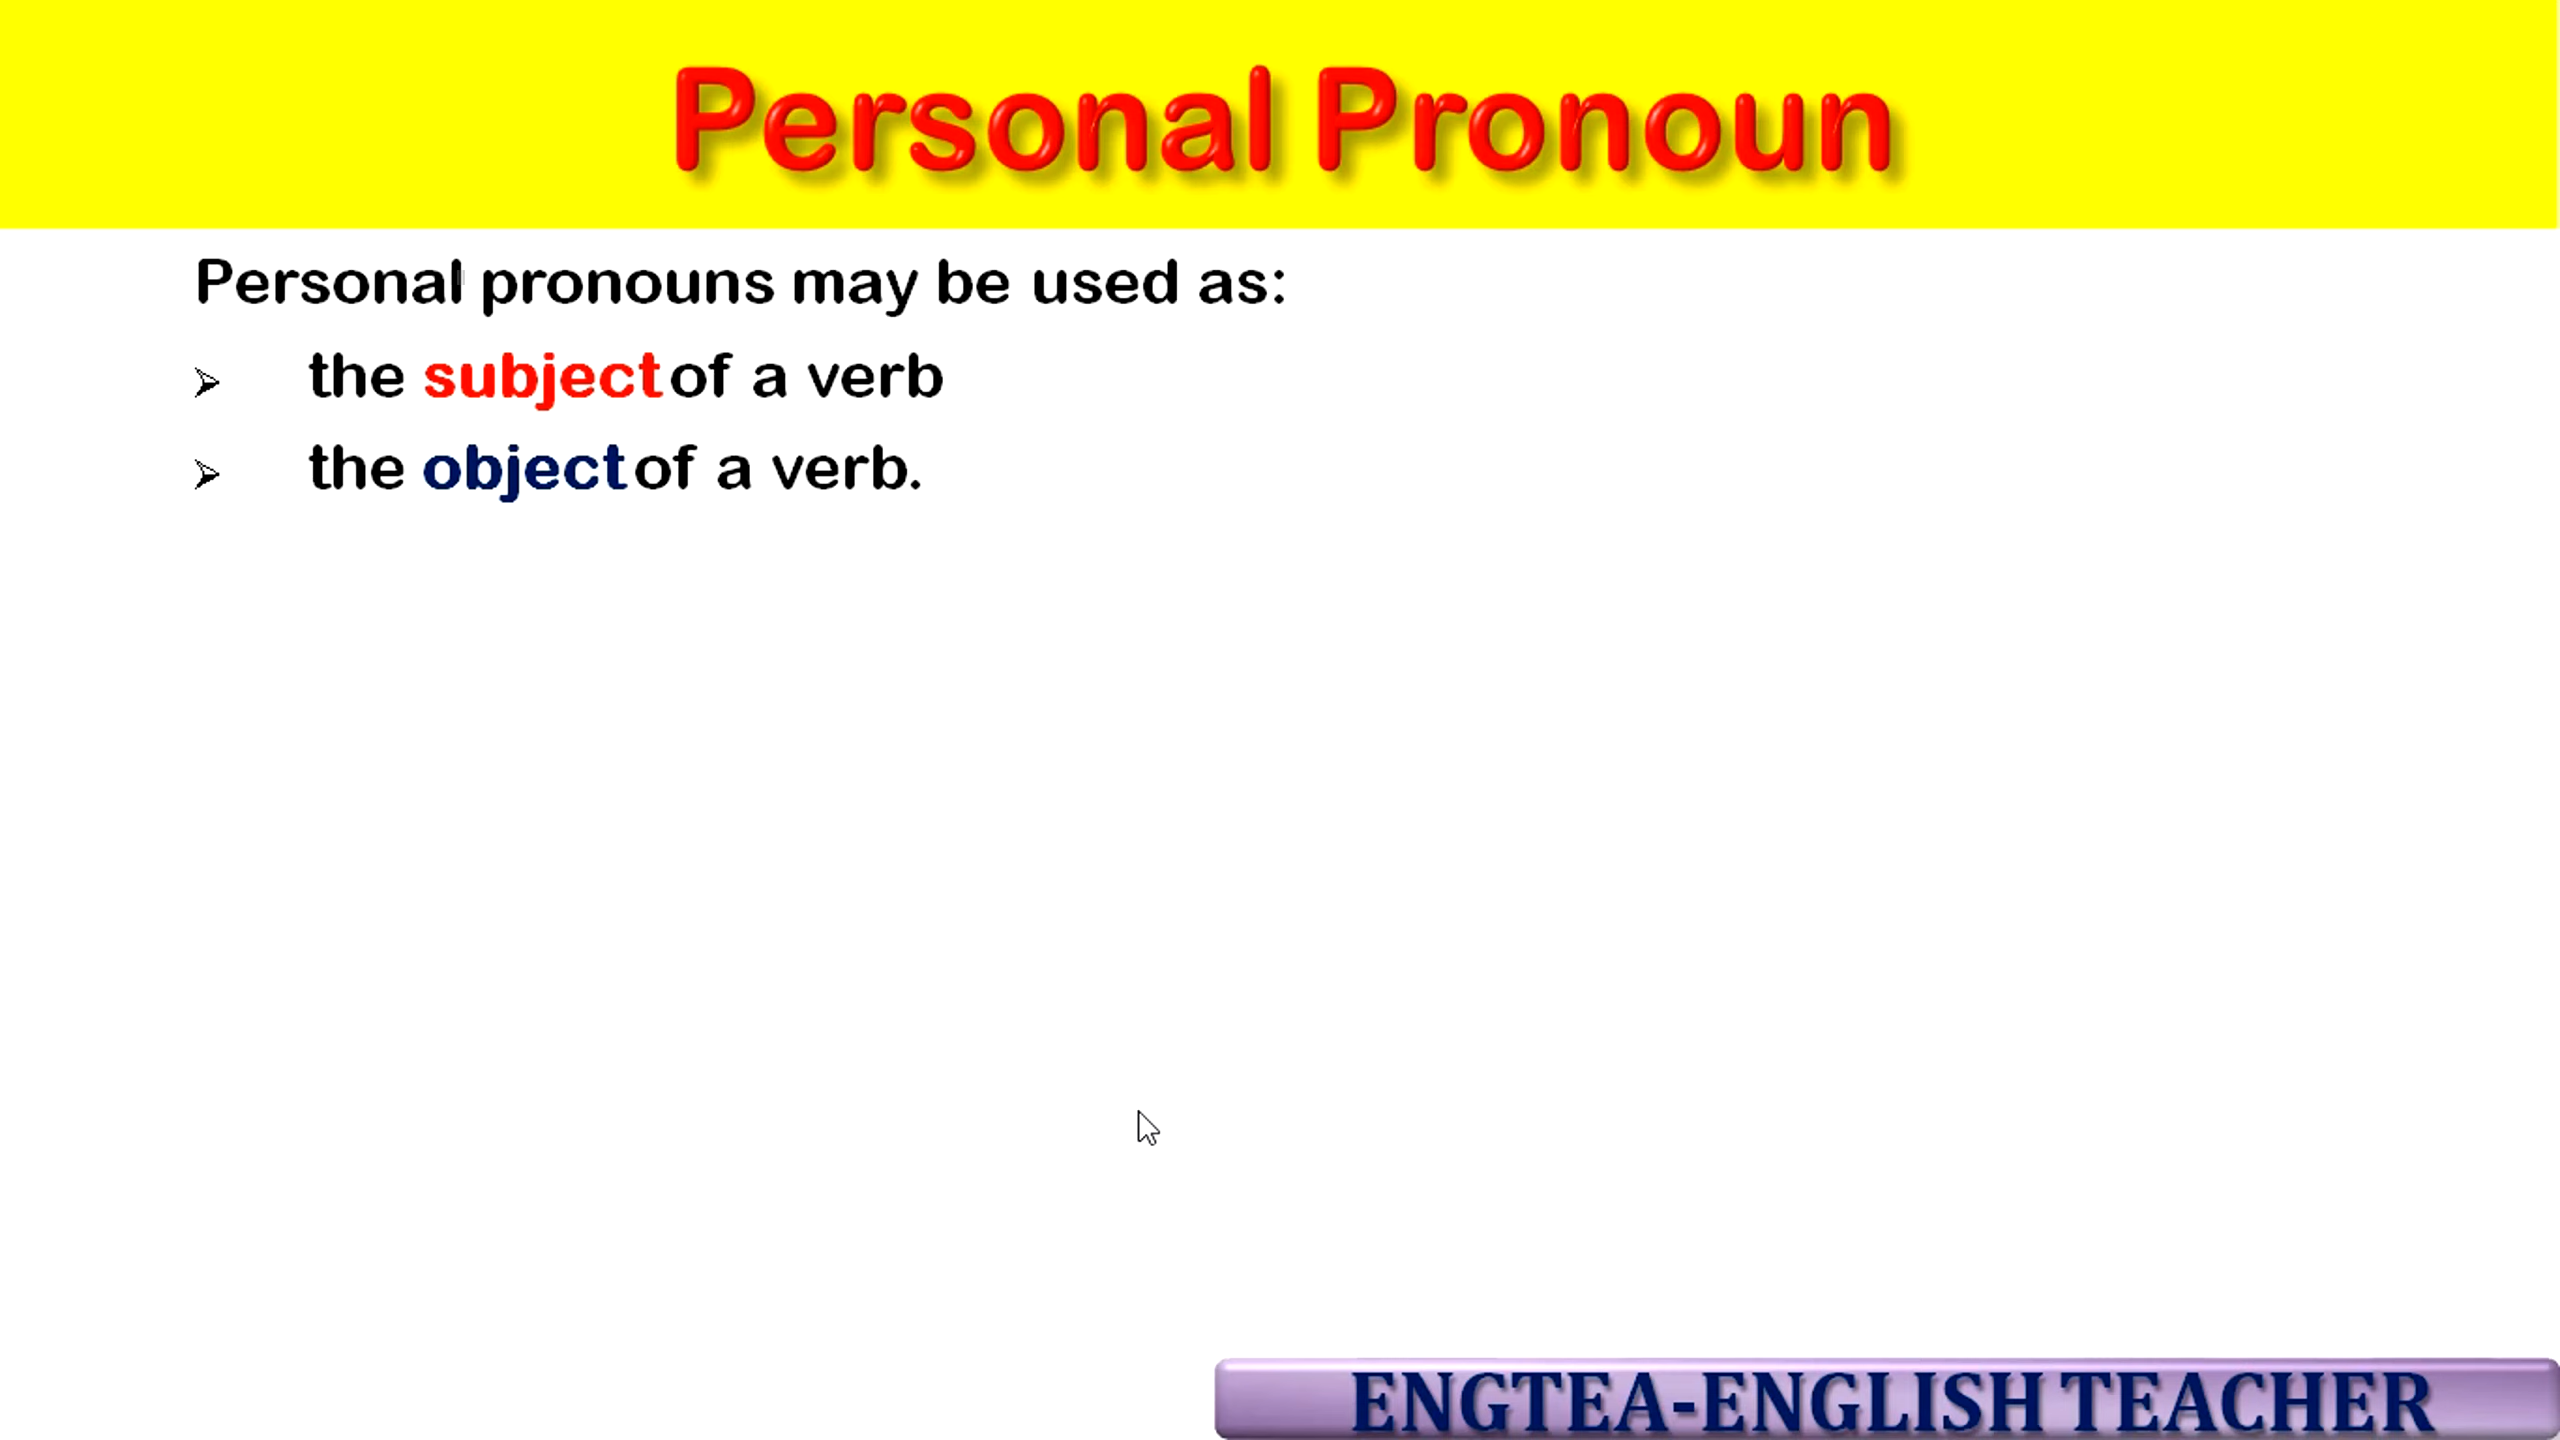 Personal Pronoun
Personal pronouns may be used as:
➢ the subject of a verb
➢ the object of a verb.
ENGTEA-ENGLISH TEACHER